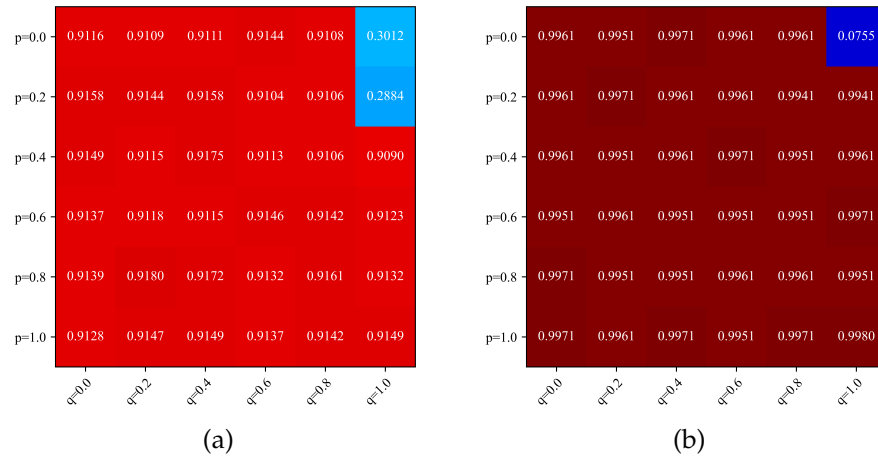 p=0.0 0.9116 0.9109 0.9111 0.9144 0.9108 0.3012
p=0.2 0.9158 0.9144 0.9158 0.9104 0.9106 0.2884
p=0.4 0.9149 0.9115 0.9175 0.9113 0.9106 0.9090
p=0.6 0.9137 0.9118 0.9115 0.9146 0.9142 0.9123
p=0.8 0.9139 0.9180 0.9172 0.9132 0.9161 0.9132
p=1.0 0.9128 0.9147 0.9149 0.9137 0.9142 0.9149
q=0.0 q=0.2 q=0.4 q=0.6 q=0.8 q=1.0
(a)
p=0.0 0.9961 0.9951 0.9971 0.9961 0.9961 0.0755
p=0.2 0.9961 0.9971 0.9961 0.9961 0.9941 0.9941
p=0.4 0.9961 0.9951 0.9961 0.9971 0.9951 0.9961
p=0.6 0.9951 0.9961 0.9951 0.9951 0.9951 0.9971
p=0.8 0.9971 0.9951 0.9951 0.9961 0.9961 0.9951
p=1.0 0.9971 0.9961 0.9971 0.9951 0.9971 0.9980
q=0.0 q=0.2 q=0.4 q=0.6 q=0.8 q=1.0
(b)